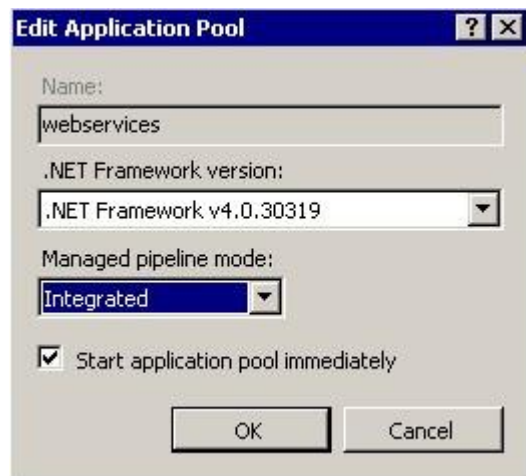 Edit Application Pool
Name:
webservices
.NET Framework version:
.NET Framework v4.0.30319
Managed pipeline mode:
Integrated
Start application pool immediately
OK Cancel